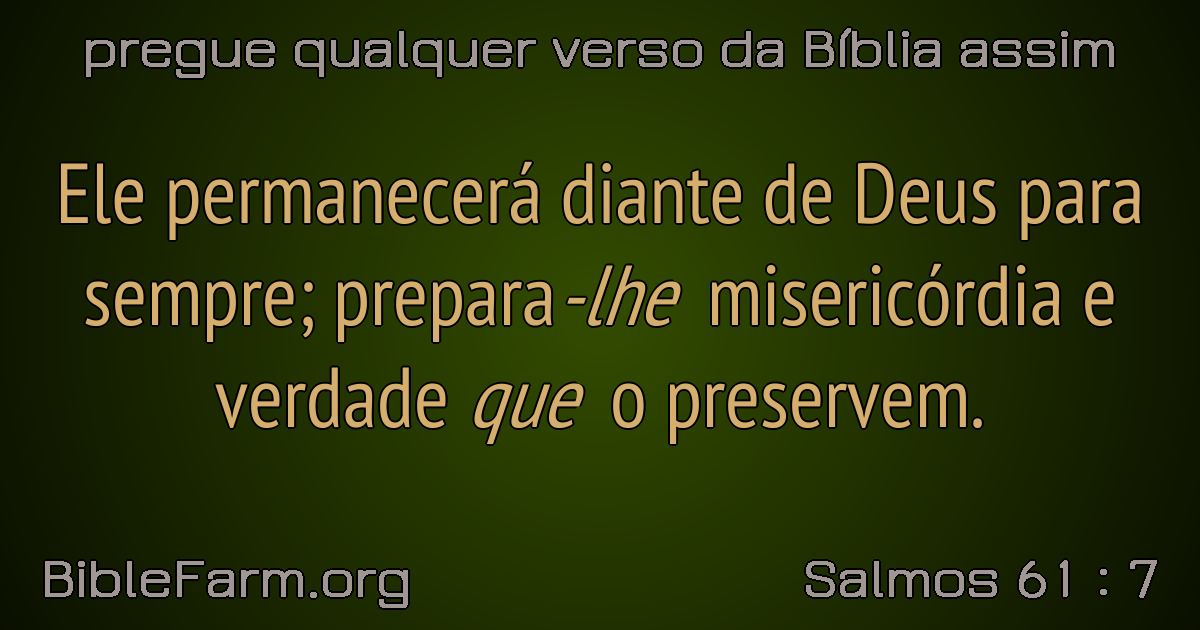 pregue qualquer verso da Bíblia assim
Ele permanecerá diante de Deus para
sempre; prepara-lhe misericórdia e
verdade que o preservem.
BibleFarm.org
Salmos 61 : 7